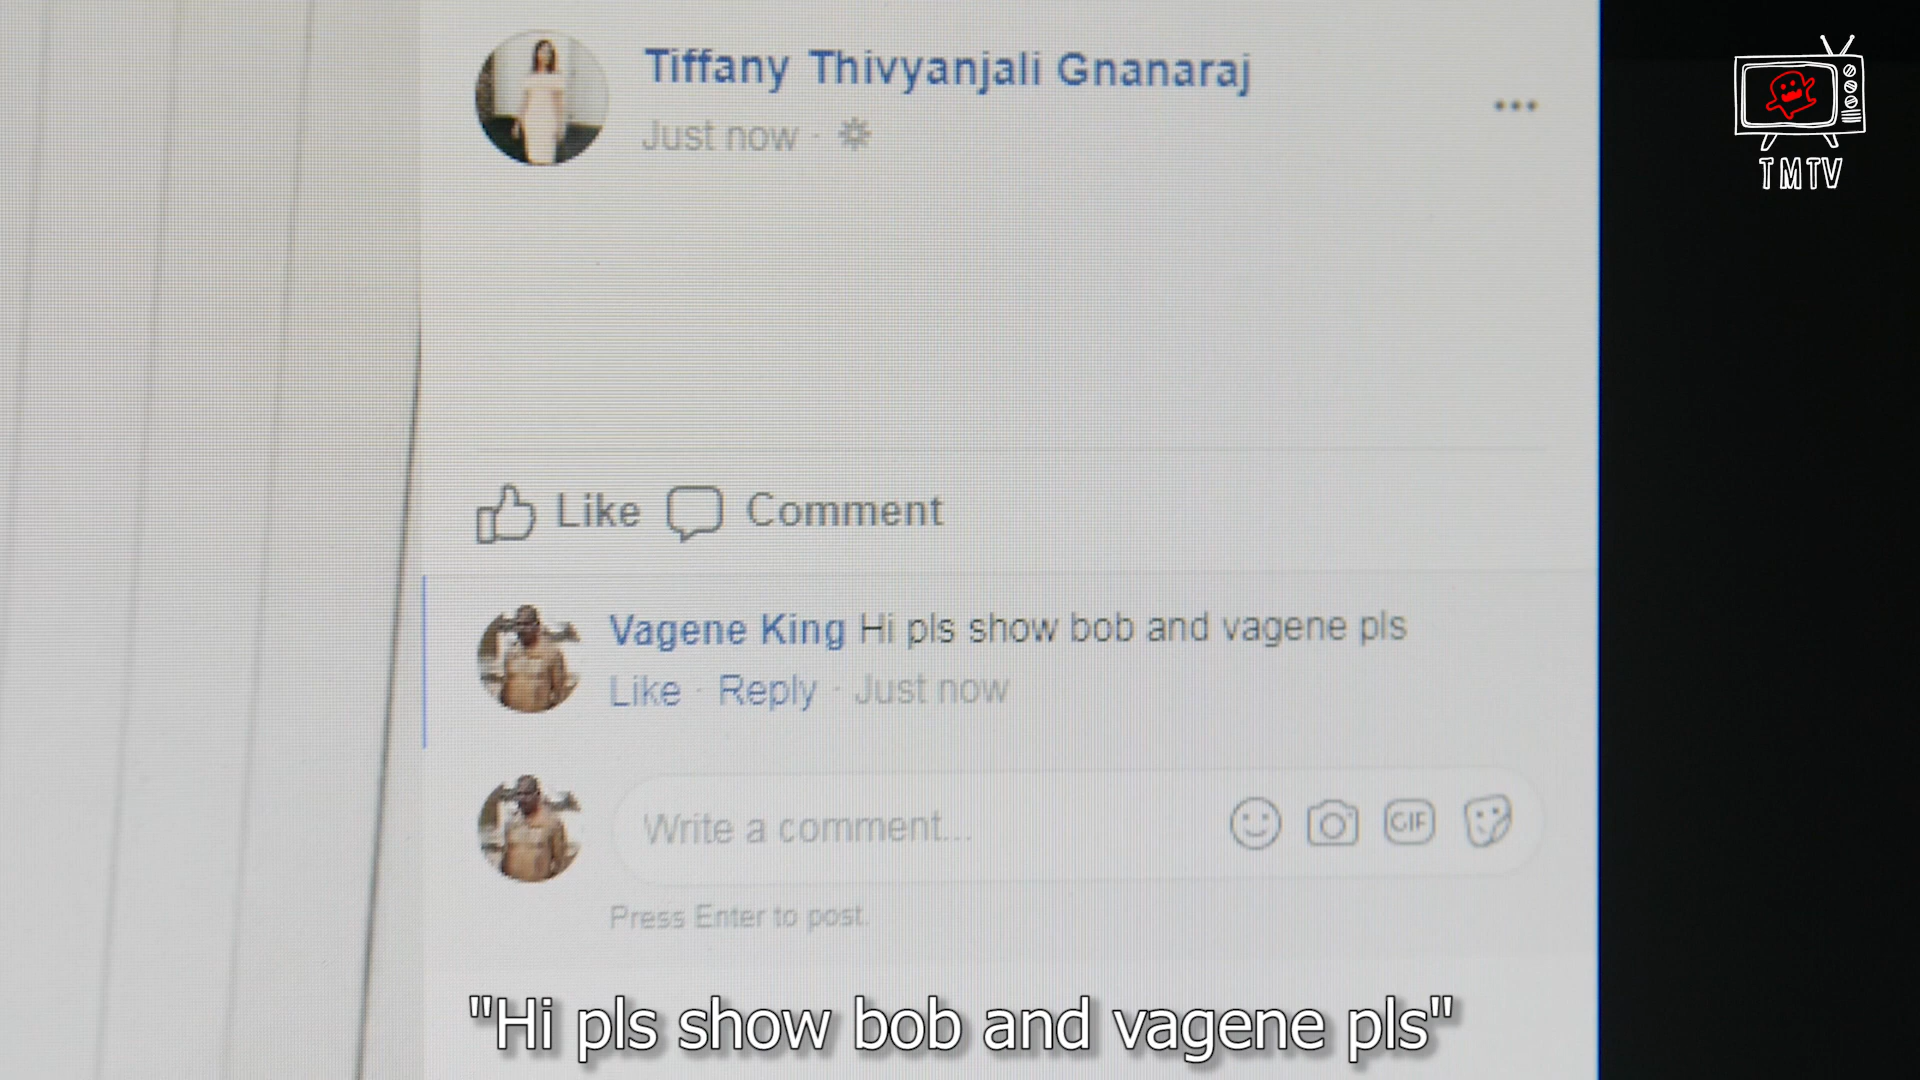 Tiffany Thivyanjali Gnanaraj
Just now
TMTV
Like Comment
Vagene King Hi pls show bob and vagene pls
Like · Reply · Just now
Write a comment...
GIF
Press Enter to post.
"Hi pls show bob and vagene pls"